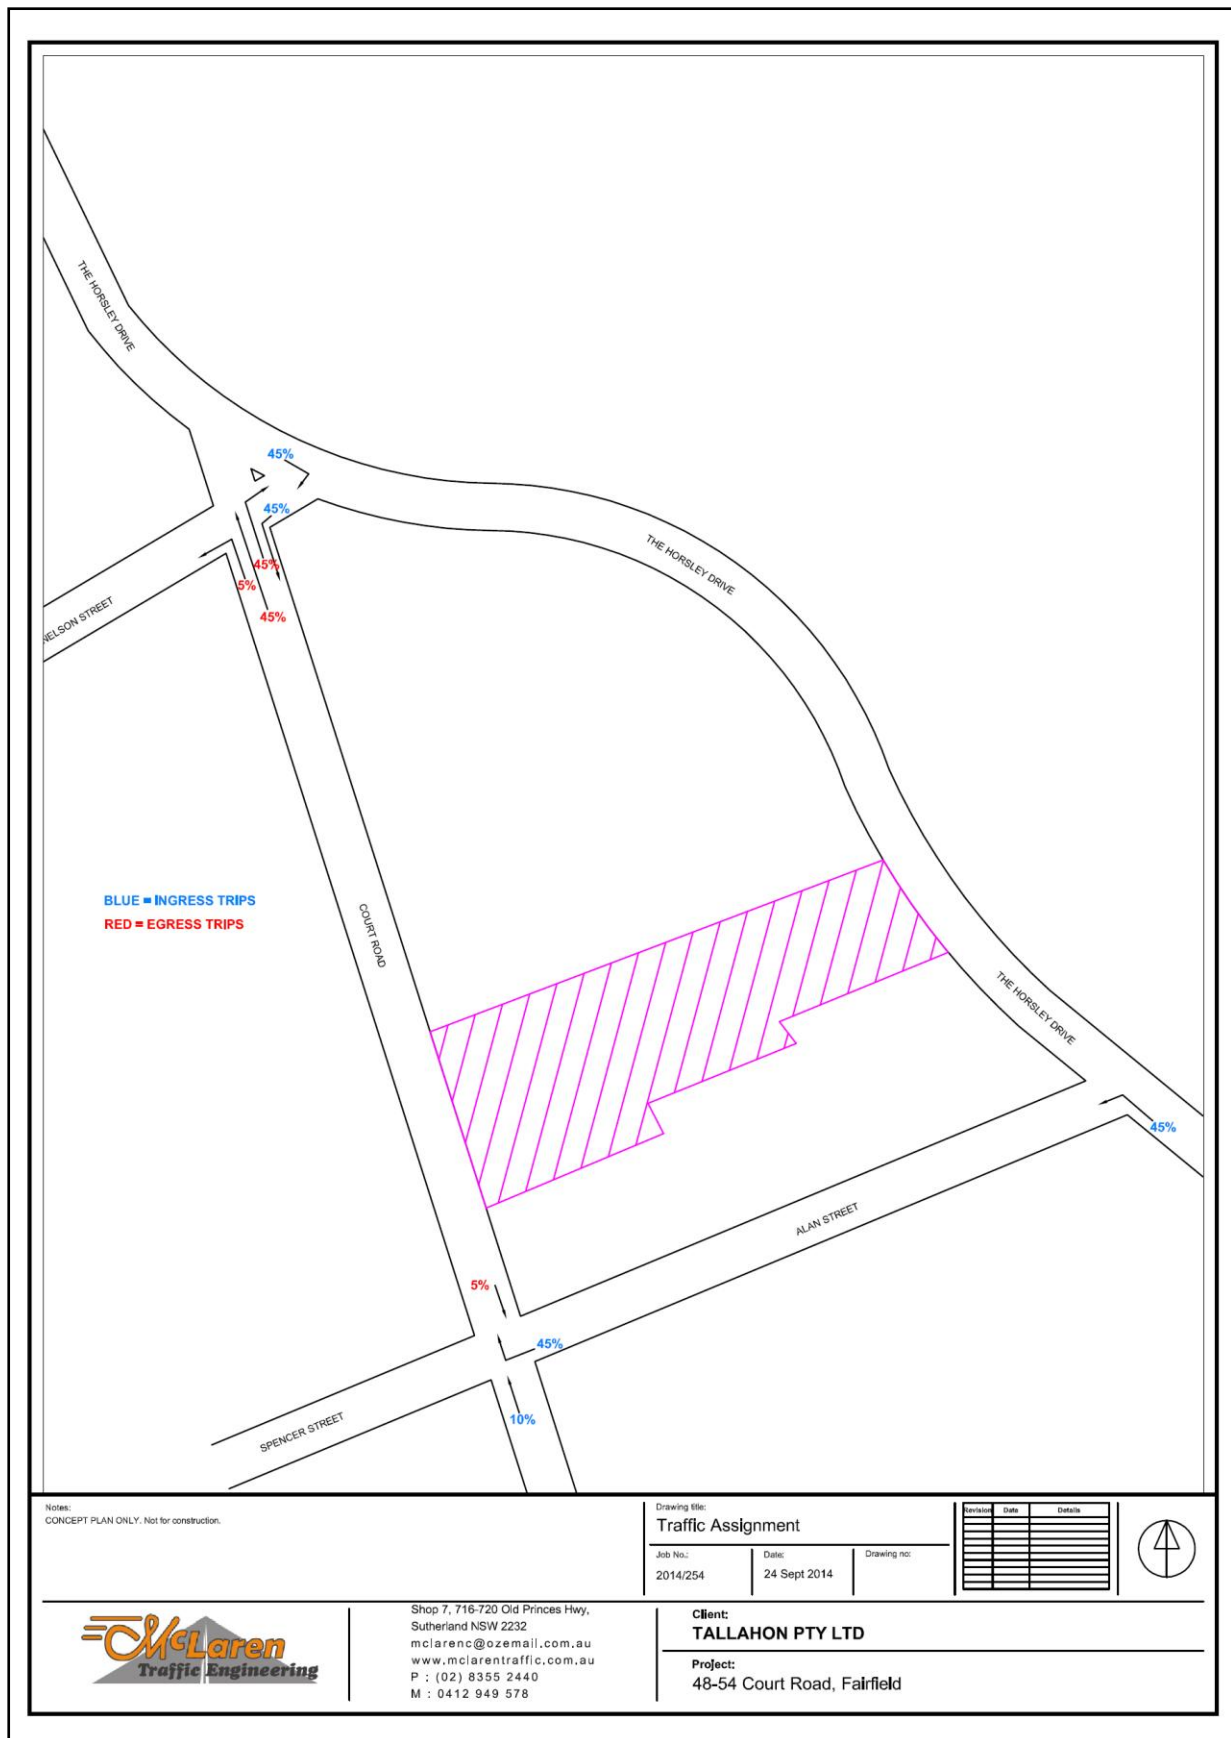 THE HORSLEY DRIVE
45%
45%
THE HORSLEY DRIVE
45%
5%
45%
NELSON STREET
BLUE = INGRESS TRIPS
RED = EGRESS TRIPS
COURT ROAD
THE HORSLEY DRIVE
45%
ALAN STREET
5%
45%
10%
SPENCER STREET
Notes:
CONCEPT PLAN ONLY. Not for construction.
Drawing title:
Traffic Assignment
Job No.:
2014/254
Date:
24 Sept 2014
Drawing no:
Revision Date Details
McLaren
Traffic Engineering
Shop 7, 716-720 Old Princes Hwy,
Sutherland NSW 2232
mclarenc@ozemail.com.au
www.mclarentraffic.com.au
P : (02) 8355 2440
M : 0412 949 578
Client:
TALLAHON PTY LTD
Project:
48-54 Court Road, Fairfield